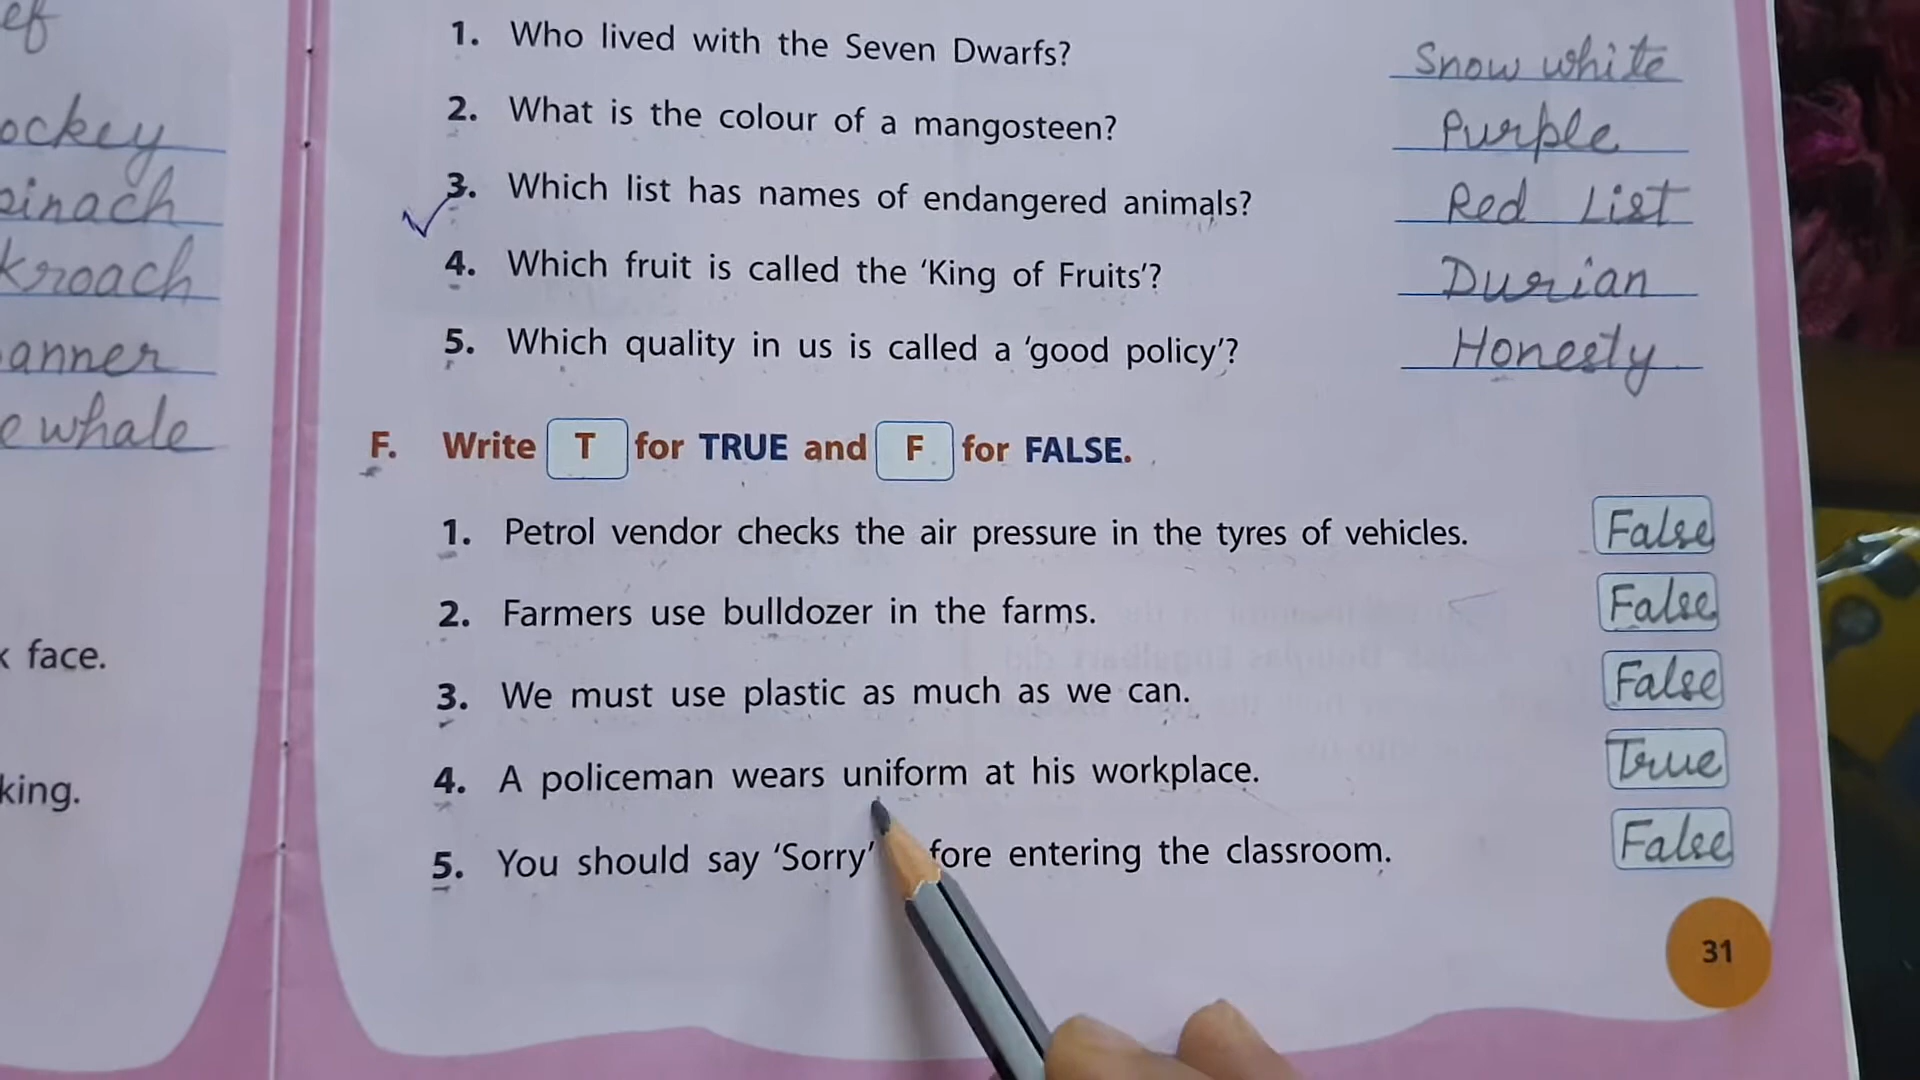 ef
ockey
pinach
kroach
anner
e whale
k face.
king.
1. Who lived with the Seven Dwarfs? Snow white
2. What is the colour of a mangosteen? Purple
3. Which list has names of endangered animals? Red List
4. Which fruit is called the ‘King of Fruits’? Durian
5. Which quality in us is called a ‘good policy’? Honesty
F. Write T for TRUE and F for FALSE.
1. Petrol vendor checks the air pressure in the tyres of vehicles. False
2. Farmers use bulldozer in the farms. False
3. We must use plastic as much as we can. False
4. A policeman wears uniform at his workplace. True
5. You should say ‘Sorry’ fore entering the classroom. False
31